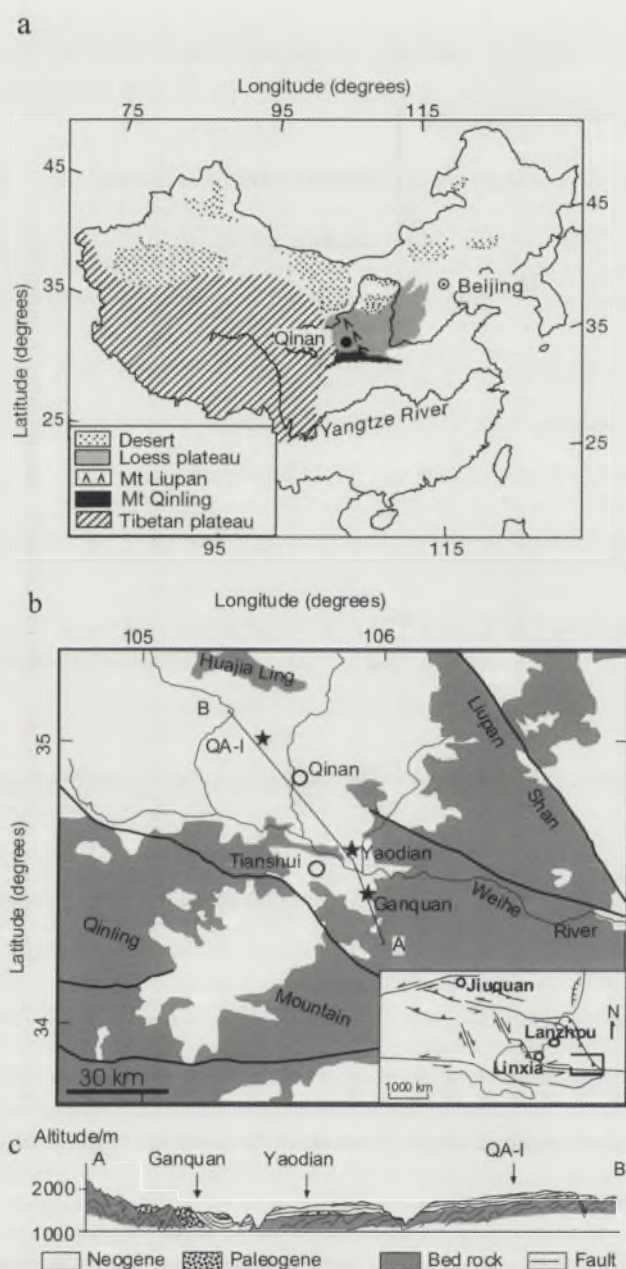 a
Longitude (degrees)
75 95 115
45
45
35
Beijing
Qinan
35
Latitude (degrees)
25
Yangtze River
25
Desert
Loess plateau
Mt Liupan
Mt Qinling
Tibetan plateau
95 115
b
Longitude (degrees)
105 106
Huajia Ling
B
35
QA-I
Liupan
Shan
Qinan
Yaodian
Tianshui
Ganquan
Weihe
River
Latitude (degrees)
A
Qinling
Mountain
34
30 km
Jiuquan
N
Lanzhou
Linxia
1000 km
c
Altitude/m
A Ganquan Yaodian QA-I B
2000
1000
Neogene Paleogene Bed rock Fault